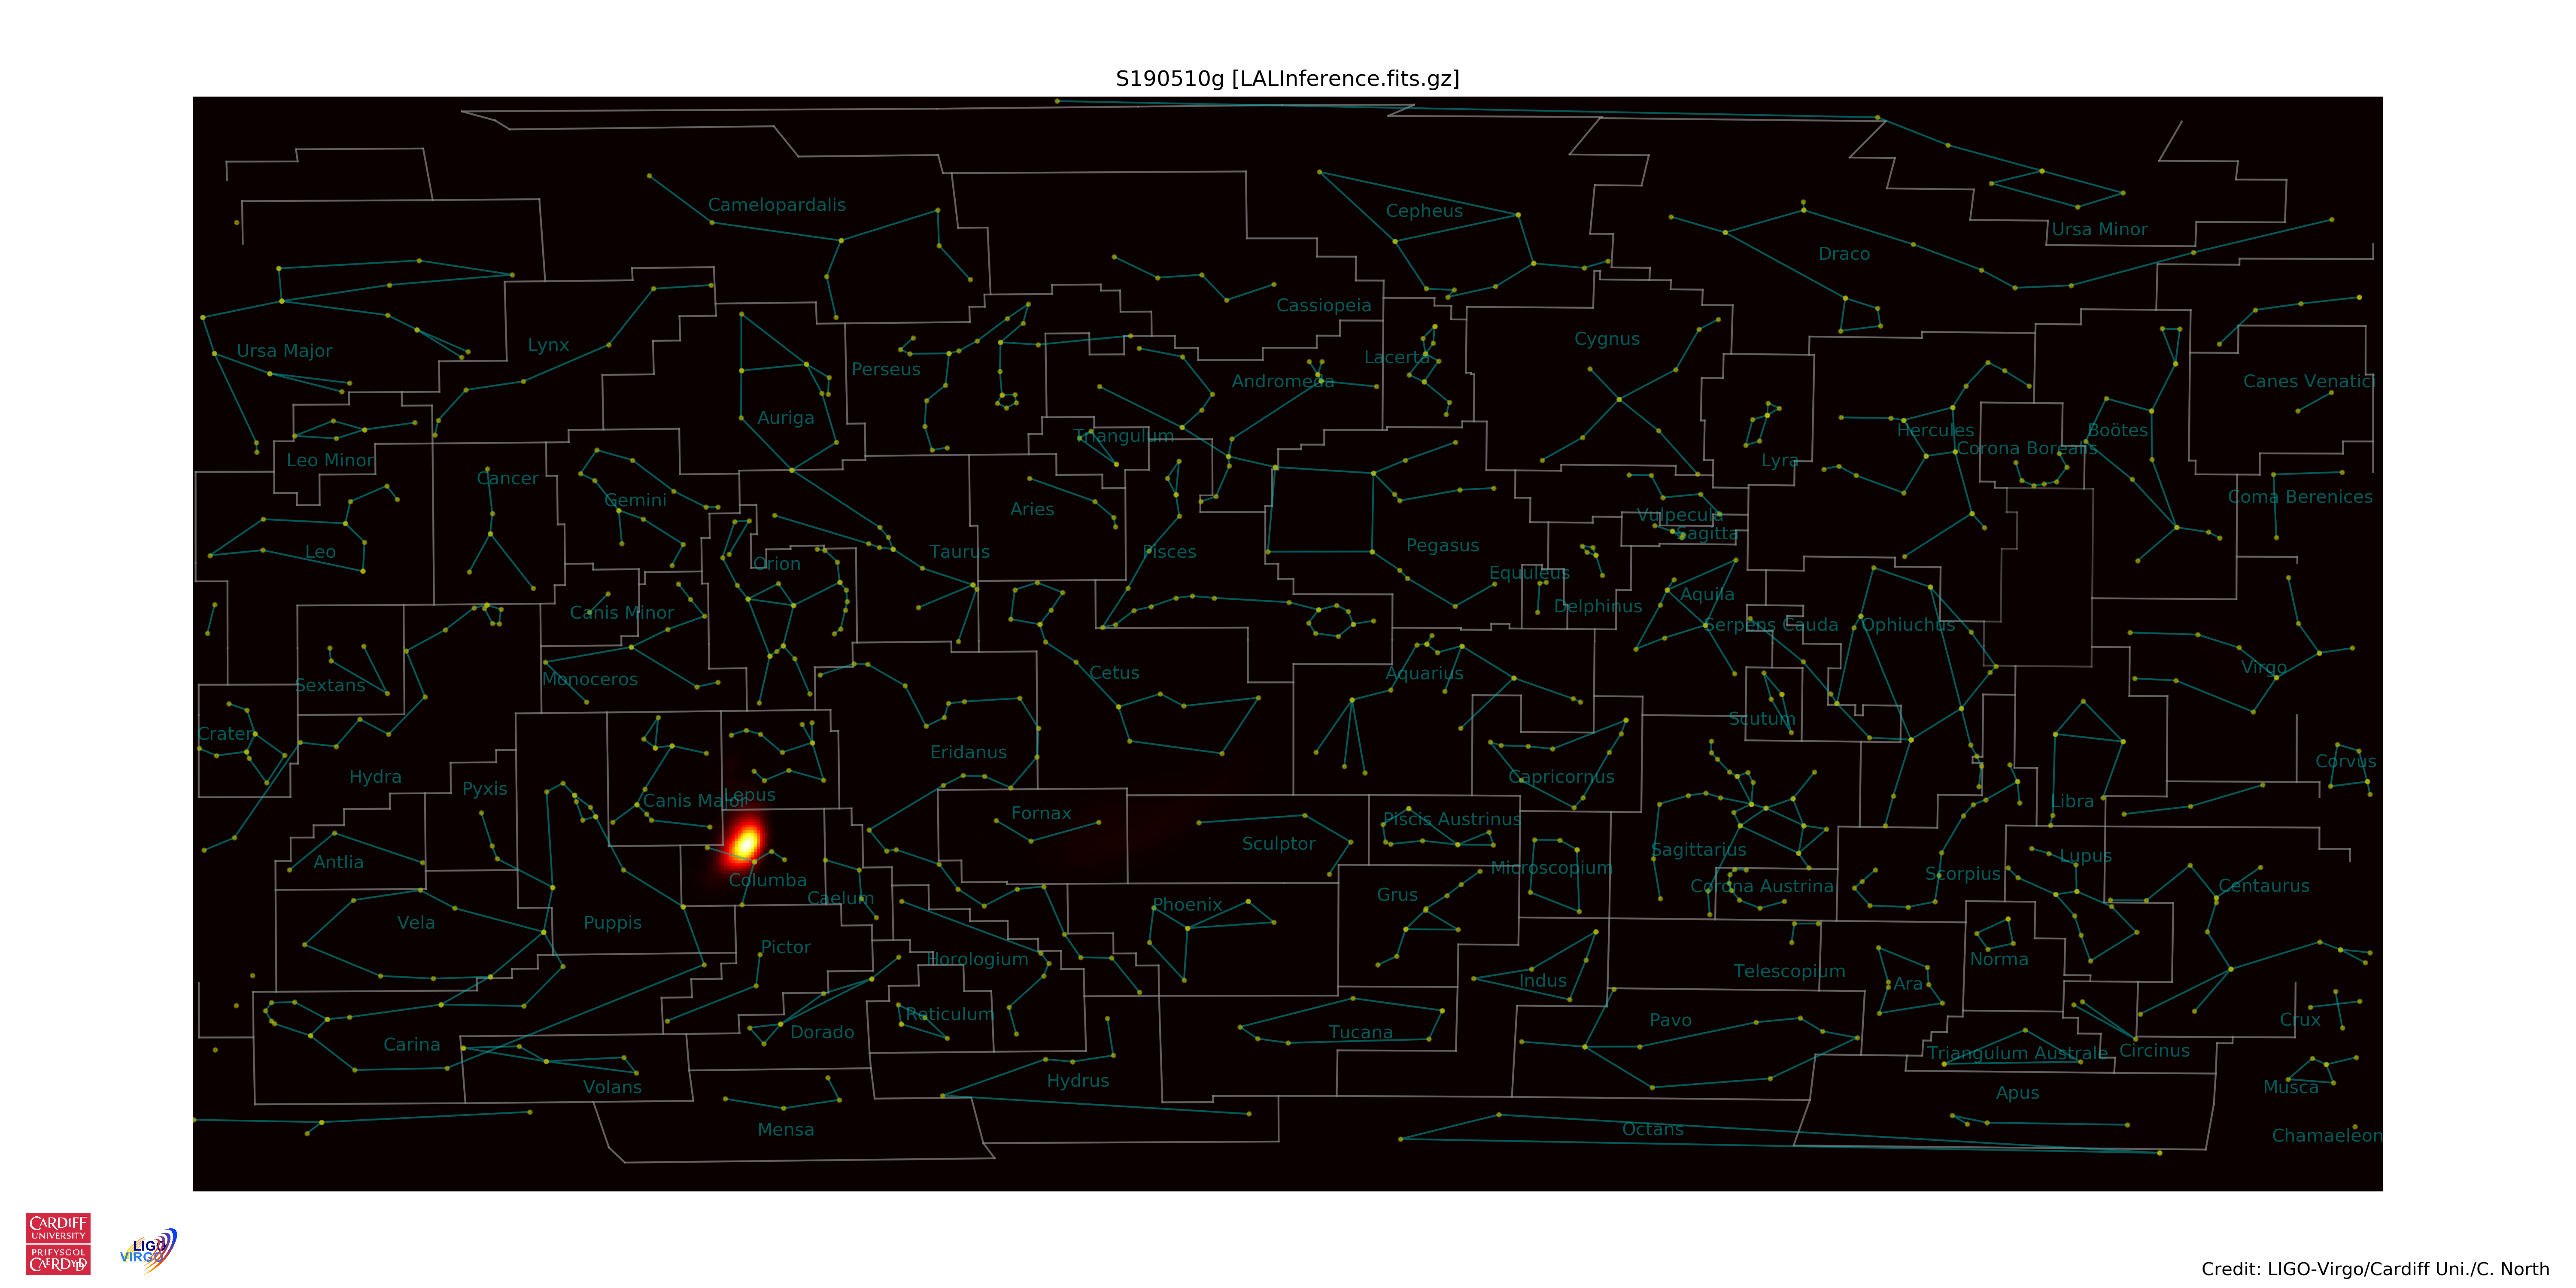 S190510g [LALInference.fits.gz]
Camelopardalis
Cepheus
Ursa Minor
Draco
Cassiopeia
Cygnus
Ursa Major
Lynx
Lacerta
Perseus
Andromeda
Canes Venatici
Auriga
Triangulum
Hercules
Boötes
Corona Borealis
Leo Minor
Lyra
Cancer
Gemini
Coma Berenices
Aries
Vulpecula
Sagitta
Leo
Taurus
Pisces
Pegasus
Orion
Equuleus
Aquila
Canis Minor
Delphinus
Serpens Cauda
Ophiuchus
Virgo
Cetus
Aquarius
Monoceros
Sextans
Scutum
Crater
Eridanus
Corvus
Hydra
Capricornus
Pyxis
Canis Major
Lepus
Libra
Fornax
Piscis Austrinus
Sculptor
Sagittarius
Lupus
Antlia
Microscopium
Scorpius
Columba
Corona Austrina
Centaurus
Caelum
Grus
Phoenix
Vela
Puppis
Pictor
Horologium
Norma
Telescopium
Indus
Ara
Reticulum
Pavo
Crux
Dorado
Tucana
Carina
Circinus
Triangulum Australe
Hydrus
Volans
Musca
Apus
Mensa
Octans
Chamaeleon
CARDIFF
UNIVERSITY
PRIFYSGOL
CAERDYDD
LIGO
VIRGO
Credit: LIGO-Virgo/Cardiff Uni./C. North